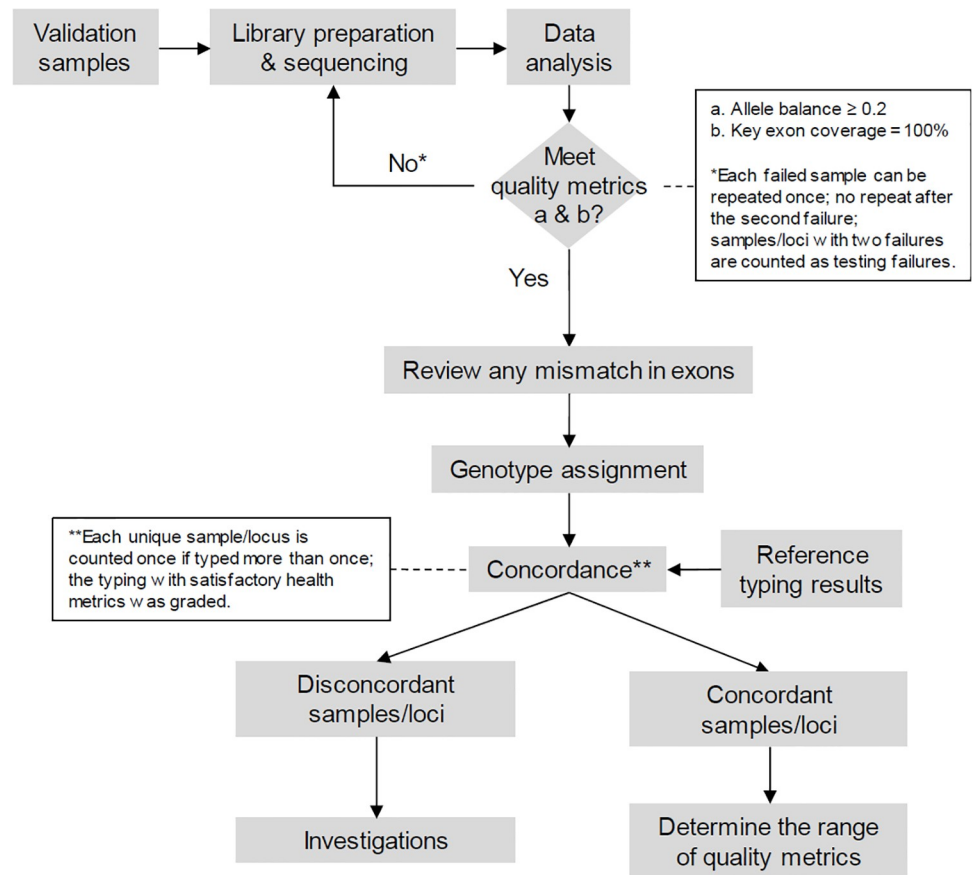 Validation
samples
Library preparation
& sequencing
Data
analysis
a. Allele balance ≥ 0.2
b. Key exon coverage = 100%
*Each failed sample can be
repeated once; no repeat after
the second failure;
samples/loci with two failures
are counted as testing failures.
No*
Meet
quality metrics
a & b?
Yes
Review any mismatch in exons
Genotype assignment
**Each unique sample/locus is
counted once if typed more than once;
the typing with satisfactory health
metrics was graded.
Concordance**
Reference
typing results
Disconcordant
samples/loci
Concordant
samples/loci
Investigations
Determine the range
of quality metrics